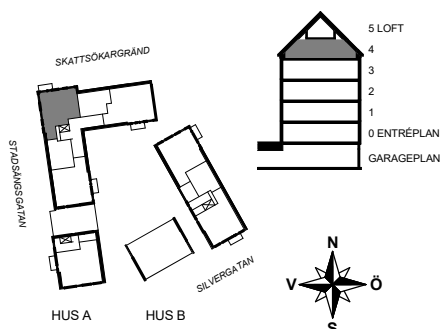 SKATTSÖKARGRÄND
STADSÄNGSGATAN
SILVERGATAN
HUS A
HUS B
5 LOFT
4
3
2
1
0 ENTRÉPLAN
GARAGEPLAN
N
V
Ö
S